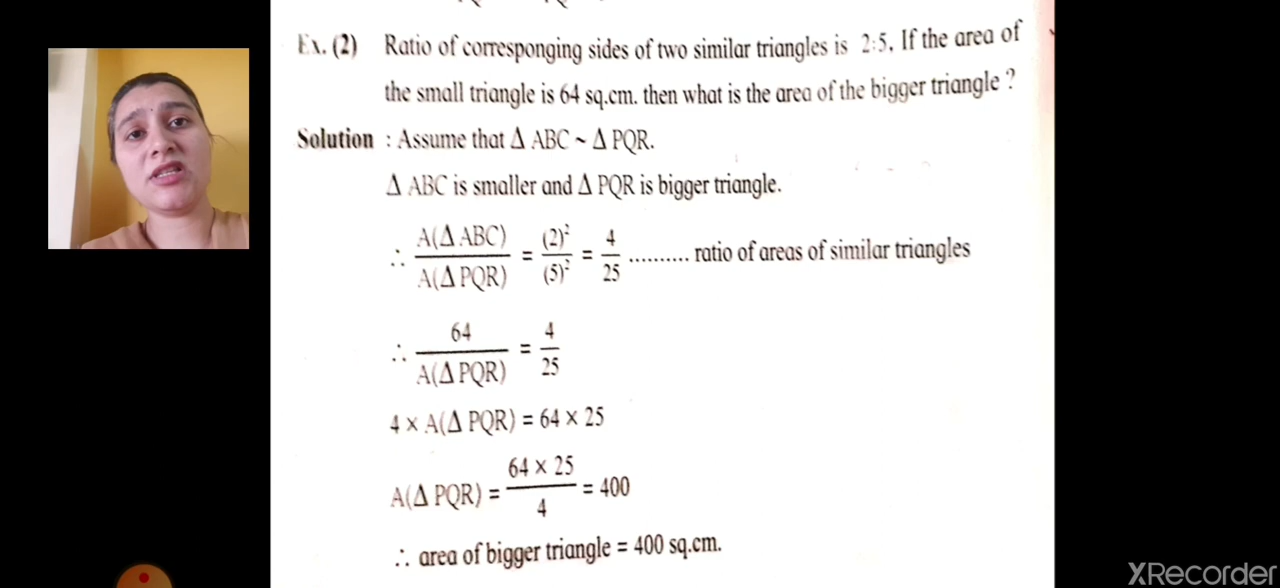 Ex. (2) Ratio of corresponging sides of two similar triangles is 2:5. If the area of
the small triangle is 64 sq.cm. then what is the area of the bigger triangle ?
Solution : Assume that Δ ABC ~ Δ PQR.
Δ ABC is smaller and Δ PQR is bigger triangle.
∴ A(Δ ABC) / A(Δ PQR) = (2)² / (5)² = 4 / 25 .......... ratio of areas of similar triangles
∴ 64 / A(Δ PQR) = 4 / 25
4 × A(Δ PQR) = 64 × 25
A(Δ PQR) = 64 × 25 / 4 = 400
∴ area of bigger triangle = 400 sq.cm.
XRecorder